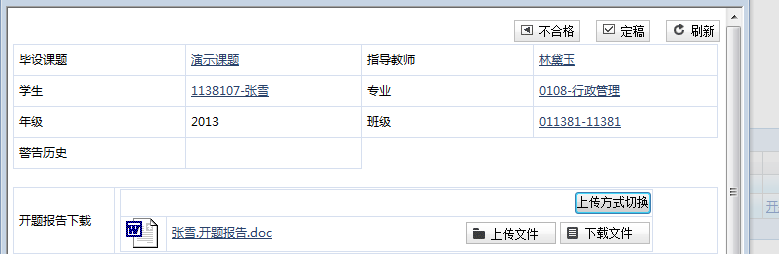 不合格 定稿 刷新
毕设课题 演示课题 指导教师 林黛玉
学生 1138107-张雪 专业 0108-行政管理
年级 2013 班级 011381-11381
警告历史
上传方式切换
开题报告下载
张雪.开题报告.doc 上传文件 下载文件
开